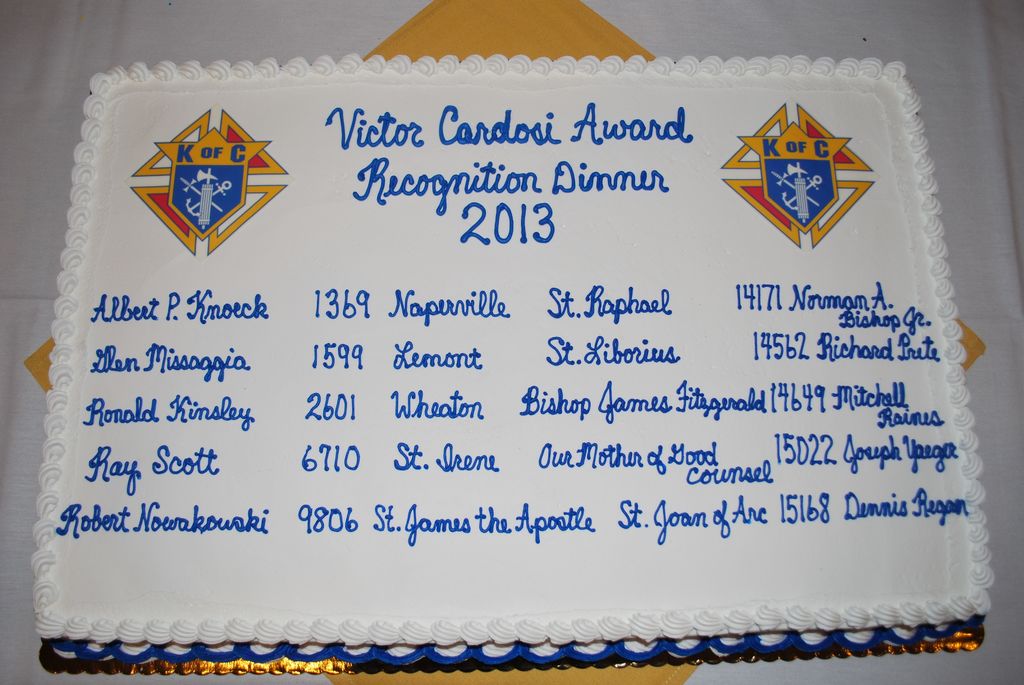 Victor Cardosi Award
Recognition Dinner
2013
K OF C
K OF C
Albert P. Knoeck 1369 Naperville St. Raphael 14171 Norman A. Bishop Jr.
Glen Missaggia 1599 Lemont St. Liborius 14562 Richard Prete
Ronald Kinsley 2601 Wheaton Bishop James Fitzgerald 14649 Mitchell Raines
Ray Scott 6710 St. Irene Our Mother of Good Counsel 15022 Joseph Yaeger
Robert Nowakowski 9806 St. James the Apostle St. Joan of Arc 15168 Dennis Regan